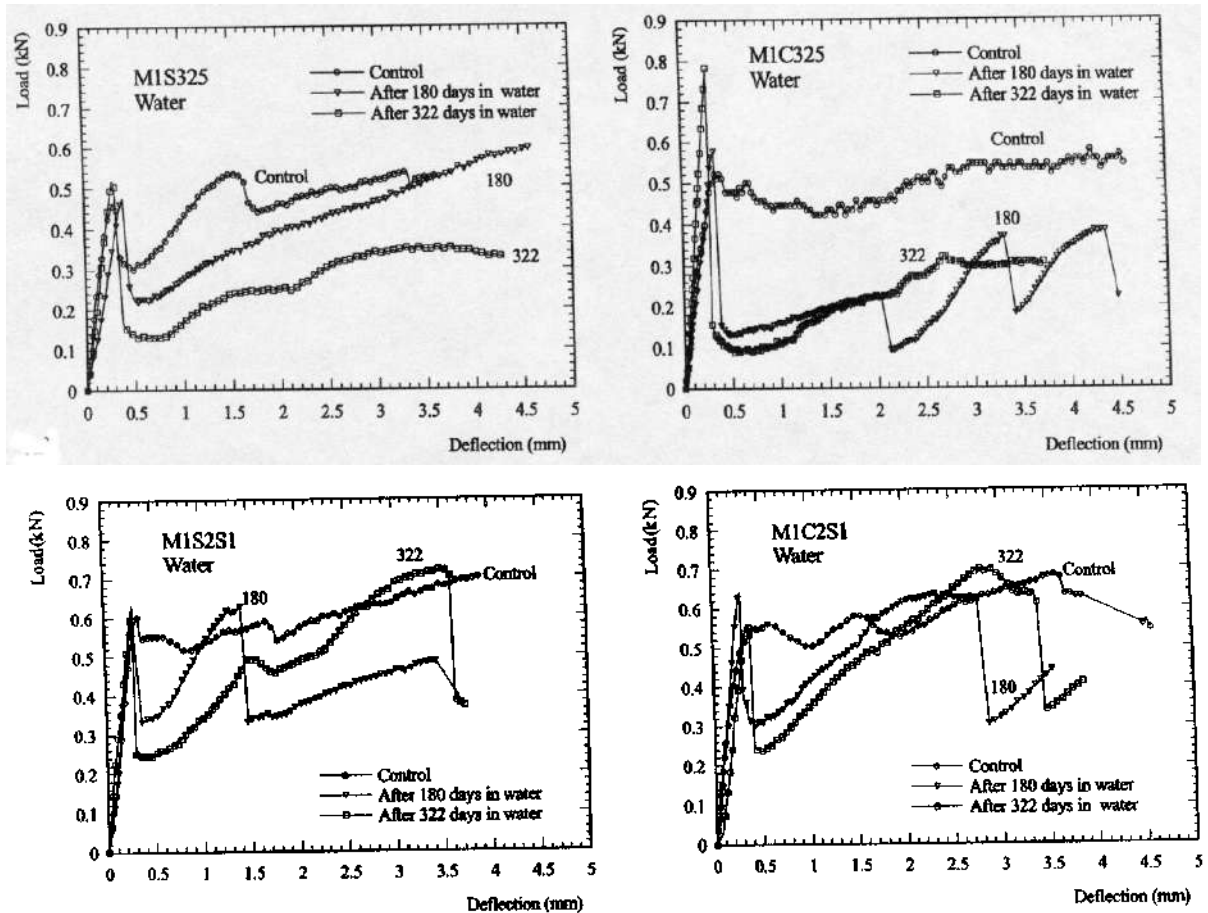 Load (kN)
0.9
0.8
0.7
0.6
0.5
0.4
0.3
0.2
0.1
0
M1S325
Water
Control
After 180 days in water
After 322 days in water
Control
180
322
0 0.5 1 1.5 2 2.5 3 3.5 4 4.5 5
Deflection (mm)
Load (kN)
0.9
0.8
0.7
0.6
0.5
0.4
0.3
0.2
0.1
0
M1C325
Water
Control
After 180 days in water
After 322 days in water
Control
180
322
0 0.5 1 1.5 2 2.5 3 3.5 4 4.5 5
Deflection (mm)
Load(kN)
0.9
0.8
0.7
0.6
0.5
0.4
0.3
0.2
0.1
0
M1S2S1
Water
322
Control
180
Control
After 180 days in water
After 322 days in water
0 0.5 1 1.5 2 2.5 3 3.5 4 4.5 5
Deflection (mm)
Load(kN)
0.9
0.8
0.7
0.6
0.5
0.4
0.3
0.2
0.1
0
M1C2S1
Water
322
Control
180
Control
After 180 days in water
After 322 days in water
0 0.5 1 1.5 2 2.5 3 3.5 4 4.5 5
Deflection (mm)